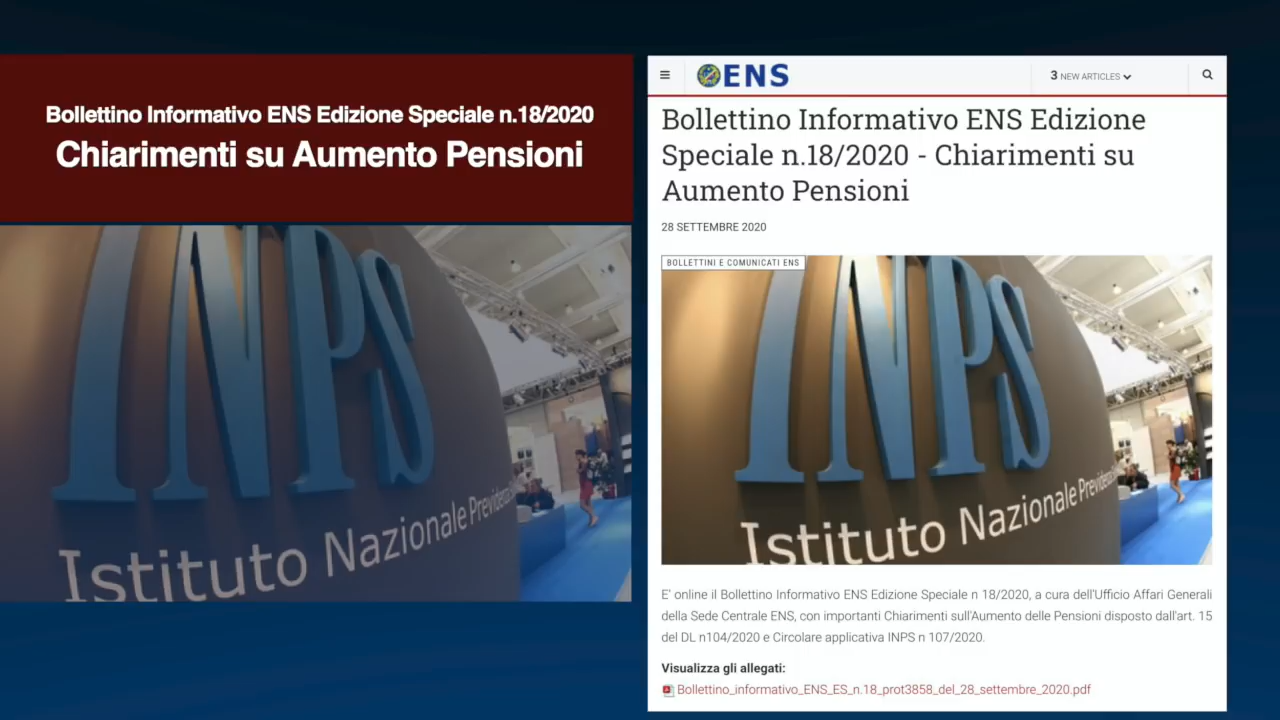 Bollettino Informativo ENS Edizione Speciale n.18/2020
Chiarimenti su Aumento Pensioni
INPS
Istituto Nazionale
ENS
3 NEW ARTICLES
Bollettino Informativo ENS Edizione
Speciale n.18/2020 - Chiarimenti su
Aumento Pensioni
28 SETTEMBRE 2020
BOLLETTINI E COMUNICATI ENS
INPS
Istituto Nazionale
E' online il Bollettino Informativo ENS Edizione Speciale n 18/2020, a cura dell'Ufficio Affari Generali
della Sede Centrale ENS, con importanti Chiarimenti sull'Aumento delle Pensioni disposto dall'art. 15
del DL n104/2020 e Circolare applicativa INPS n 107/2020.
Visualizza gli allegati:
Bollettino_informativo_ENS_ES_n.18_prot3858_del_28_settembre_2020.pdf